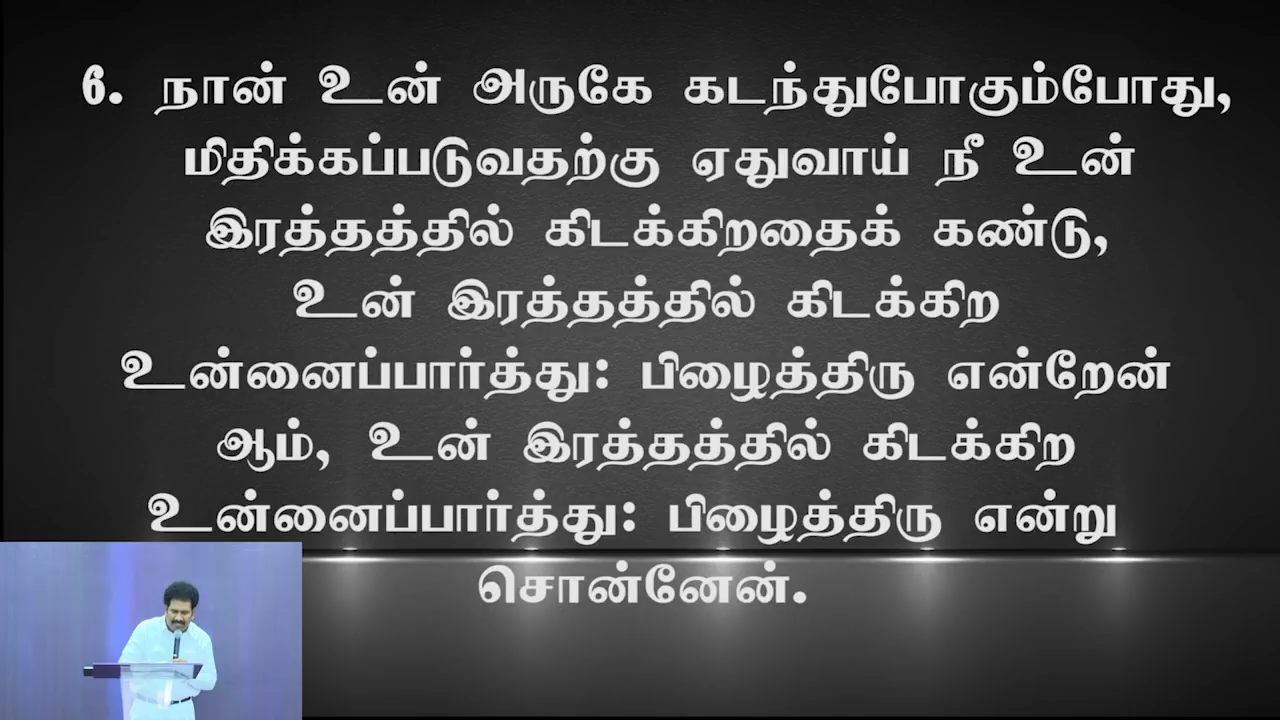 6. நான் உன் அருகே கடந்துபோகும்போது,
மிதிக்கப்படுவதற்கு ஏதுவாய் நீ உன்
இரத்தத்தில் கிடக்கிறதைக் கண்டு,
உன் இரத்தத்தில் கிடக்கிற
உன்னைப்பார்த்து: பிழைத்திரு என்றேன்
ஆம், உன் இரத்தத்தில் கிடக்கிற
உன்னைப்பார்த்து: பிழைத்திரு என்று
சொன்னேன்.